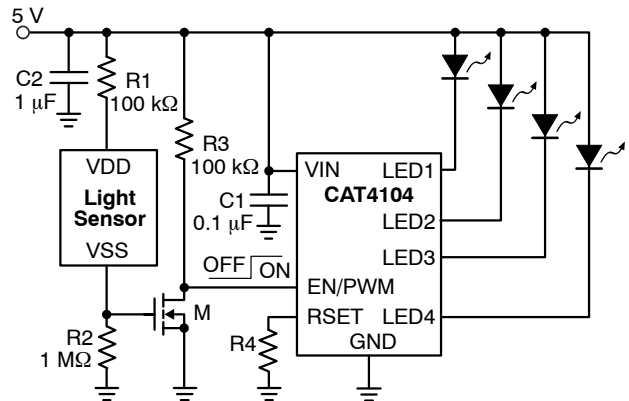 5 V
C2
1 μF
R1
100 kΩ
R3
100 kΩ
VDD
Light
Sensor
VSS
C1
0.1 μF
VIN
LED1
CAT4104
LED2
LED3
OFF
ON
EN/PWM
M
RSET
LED4
GND
R2
1 MΩ
R4